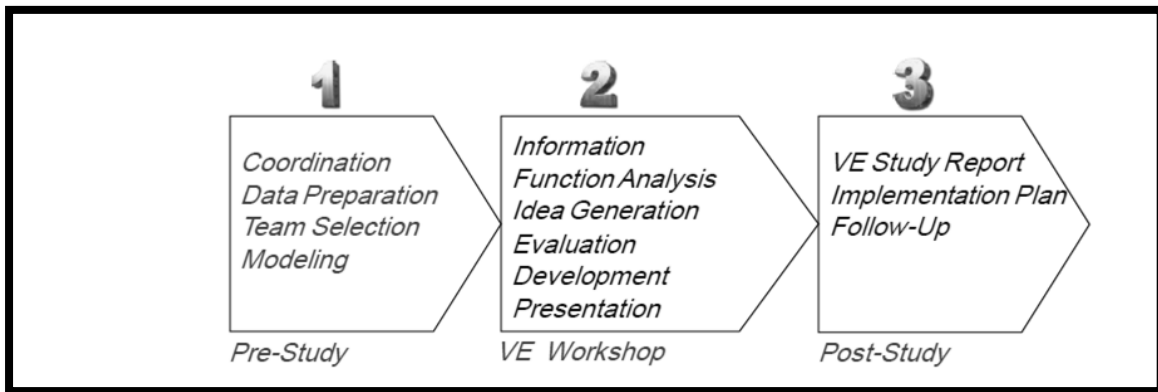 1
Coordination
Data Preparation
Team Selection
Modeling
Pre-Study
2
Information
Function Analysis
Idea Generation
Evaluation
Development
Presentation
VE Workshop
3
VE Study Report
Implementation Plan
Follow-Up
Post-Study